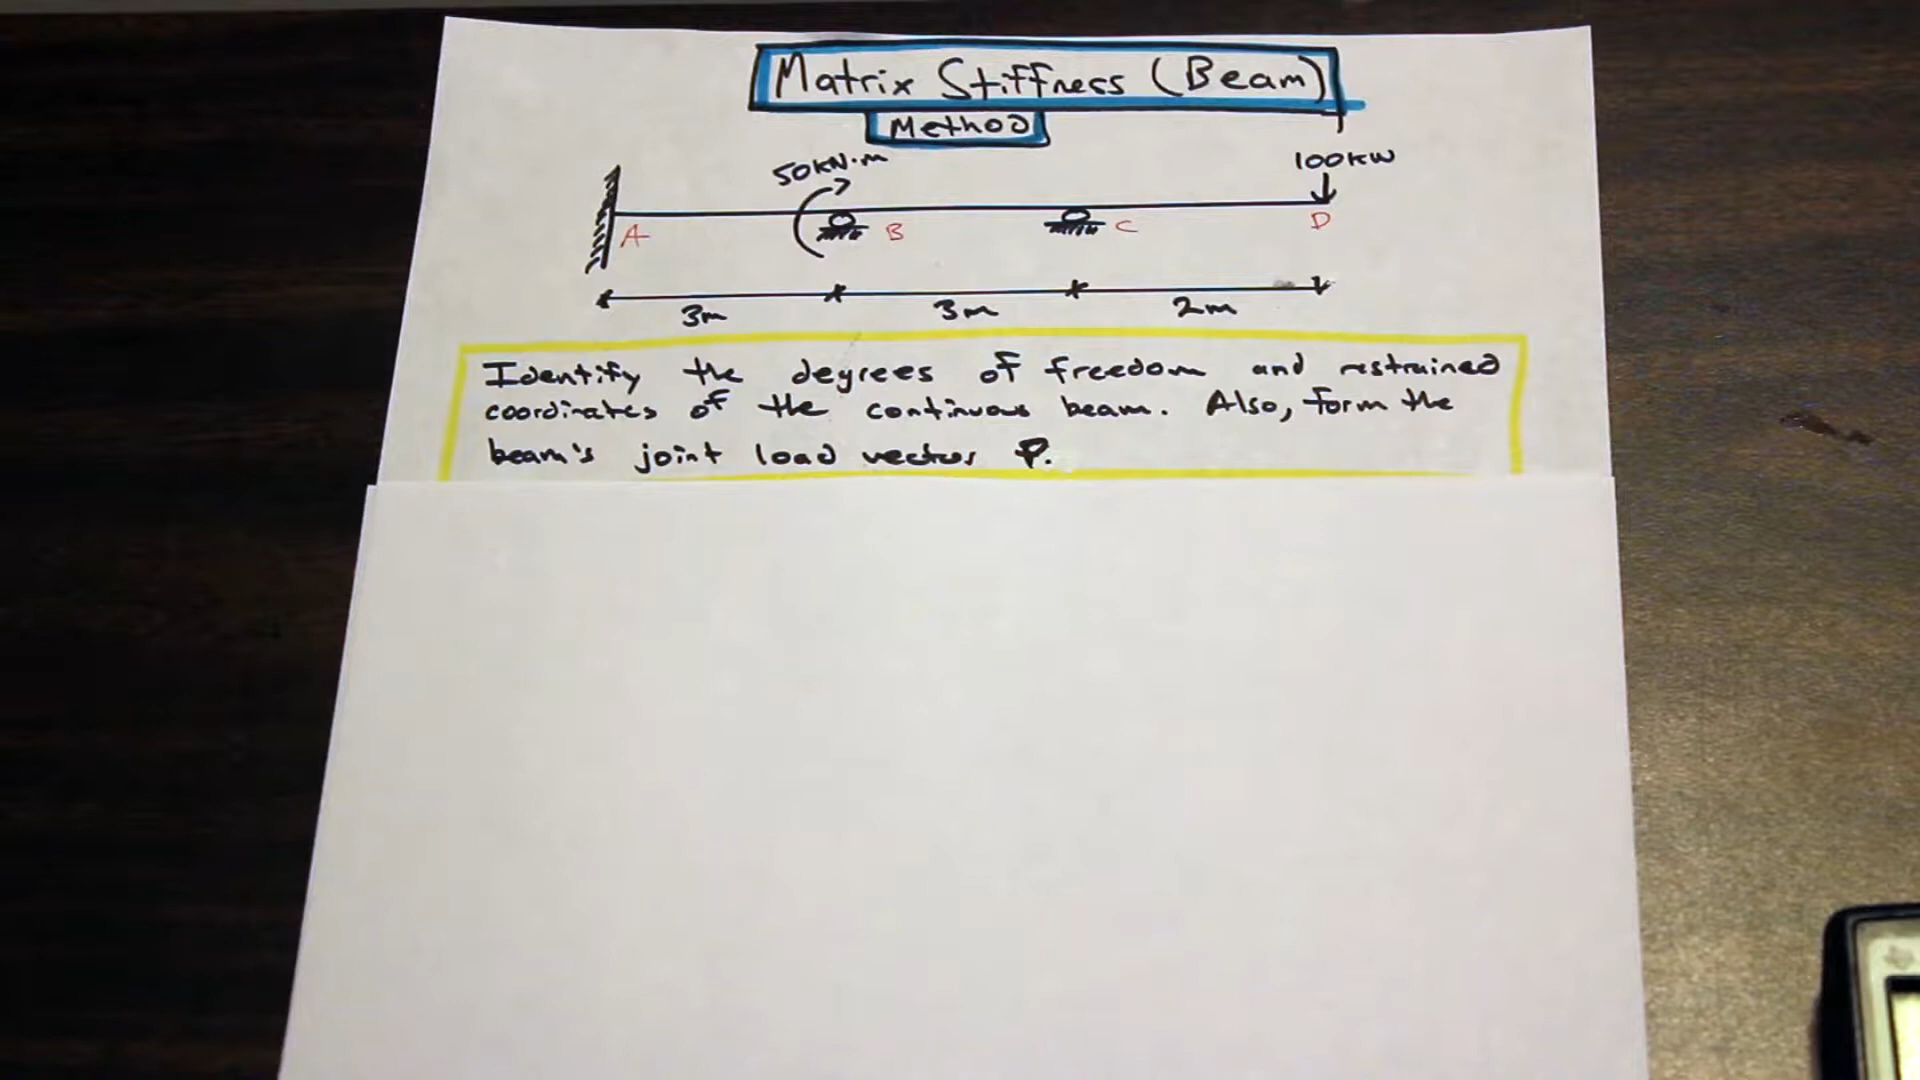 Matrix Stiffness (Beam)
Method
50KN·m
100KN
A
B
C
D
3m
3m
2m
Identify the degrees of freedom and restrained
coordinates of the continuous beam. Also, form the
beam's joint load vector P.